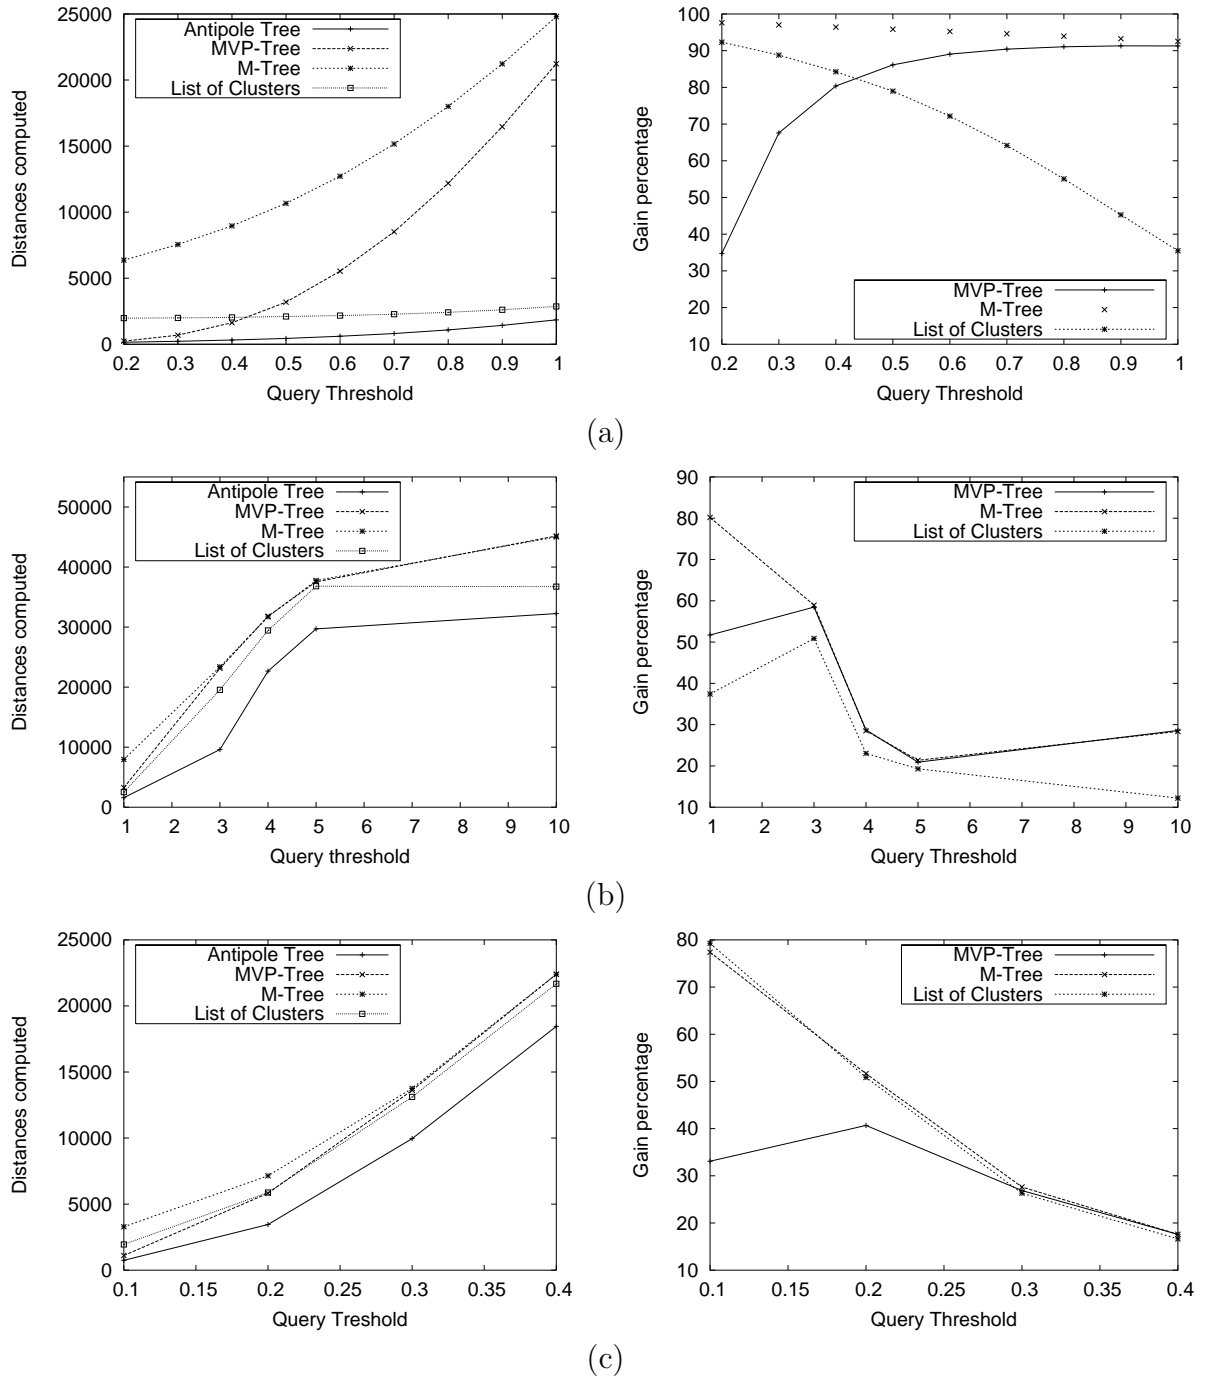 Distances computed
25000
20000
15000
10000
5000
0
Antipole Tree
MVP-Tree
M-Tree
List of Clusters
0.2 0.3 0.4 0.5 0.6 0.7 0.8 0.9 1
Query Threshold
Gain percentage
100
90
80
70
60
50
40
30
20
10
MVP-Tree
M-Tree
List of Clusters
0.2 0.3 0.4 0.5 0.6 0.7 0.8 0.9 1
Query Threshold
(a)
Distances computed
50000
40000
30000
20000
10000
0
Antipole Tree
MVP-Tree
M-Tree
List of Clusters
1 2 3 4 5 6 7 8 9 10
Query threshold
Gain percentage
90
80
70
60
50
40
30
20
10
MVP-Tree
M-Tree
List of Clusters
1 2 3 4 5 6 7 8 9 10
Query Threshold
(b)
Distances computed
25000
20000
15000
10000
5000
0
Antipole Tree
MVP-Tree
M-Tree
List of Clusters
0.1 0.15 0.2 0.25 0.3 0.35 0.4
Query Treshold
Gain percentage
80
70
60
50
40
30
20
10
MVP-Tree
M-Tree
List of Clusters
0.1 0.15 0.2 0.25 0.3 0.35 0.4
Query Threshold
(c)